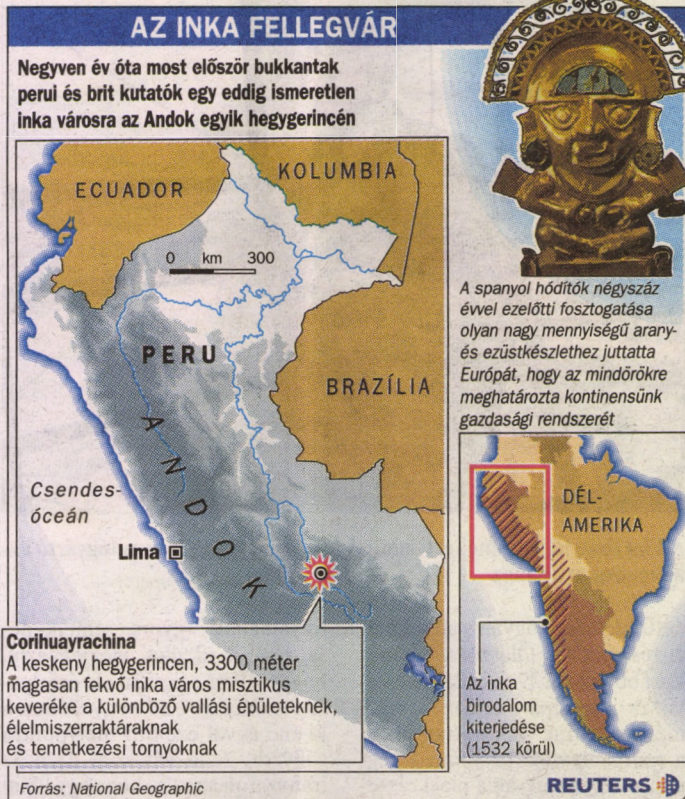 AZ INKA FELLEGVÁR
Negyven év óta most először bukkantak
perui és brit kutatók egy eddig ismeretlen
inka városra az Andok egyik hegygerincén
ECUADOR
KOLUMBIA
0 km 300
PERU
BRAZÍLIA
ANDOK
Csendes-
óceán
Lima
Corihuayrachina
A keskeny hegygerincen, 3300 méter
magasan fekvő inka város misztikus
keveréke a különböző vallási épületeknek,
élelmiszerraktáraknak
és temetkezési tornyoknak
Forrás: National Geographic
A spanyol hódítók négyszáz
évvel ezelőtti fosztogatása
olyan nagy mennyiségű arany-
és ezüstkészlethez juttatta
Európát, hogy az mindörökre
meghatározta kontinensünk
gazdasági rendszerét
DÉL-
AMERIKA
Az inka
birodalom
kiterjedése
(1532 körül)
REUTERS